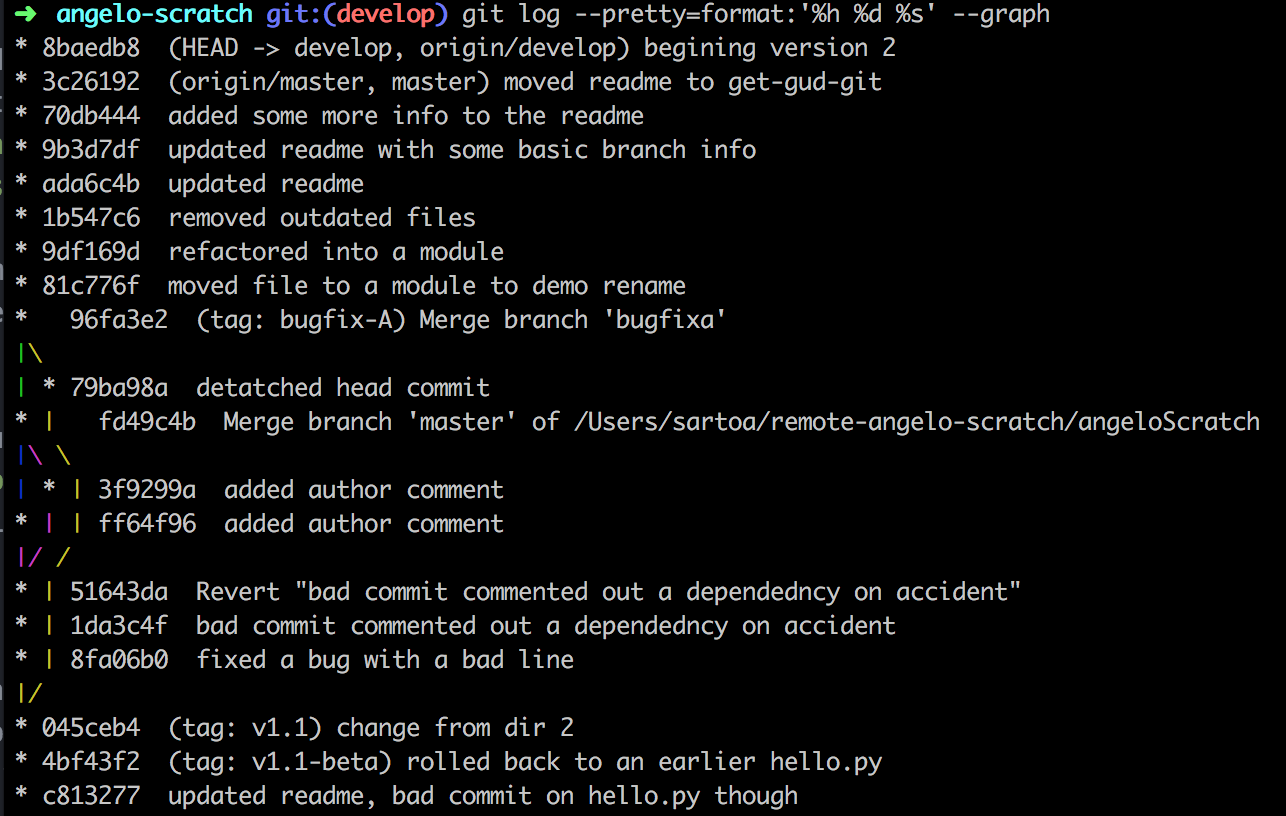 ➜  angelo-scratch git:(develop) git log --pretty=format:'%h %d %s' --graph
* 8baedb8  (HEAD -> develop, origin/develop) begining version 2
* 3c26192  (origin/master, master) moved readme to get-gud-git
* 70db444  added some more info to the readme
* 9b3d7df  updated readme with some basic branch info
* ada6c4b  updated readme
* 1b547c6  removed outdated files
* 9df169d  refactored into a module
* 81c776f  moved file to a module to demo rename
*   96fa3e2  (tag: bugfix-A) Merge branch 'bugfixa'
|\
| * 79ba98a  detatched head commit
* |   fd49c4b  Merge branch 'master' of /Users/sartoa/remote-angelo-scratch/angeloScratch
|\ \
| * | 3f9299a  added author comment
* | | ff64f96  added author comment
|/ /
* | 51643da  Revert "bad commit commented out a dependedncy on accident"
* | 1da3c4f  bad commit commented out a dependedncy on accident
* | 8fa06b0  fixed a bug with a bad line
|/
* 045ceb4  (tag: v1.1) change from dir 2
* 4bf43f2  (tag: v1.1-beta) rolled back to an earlier hello.py
* c813277  updated readme, bad commit on hello.py though